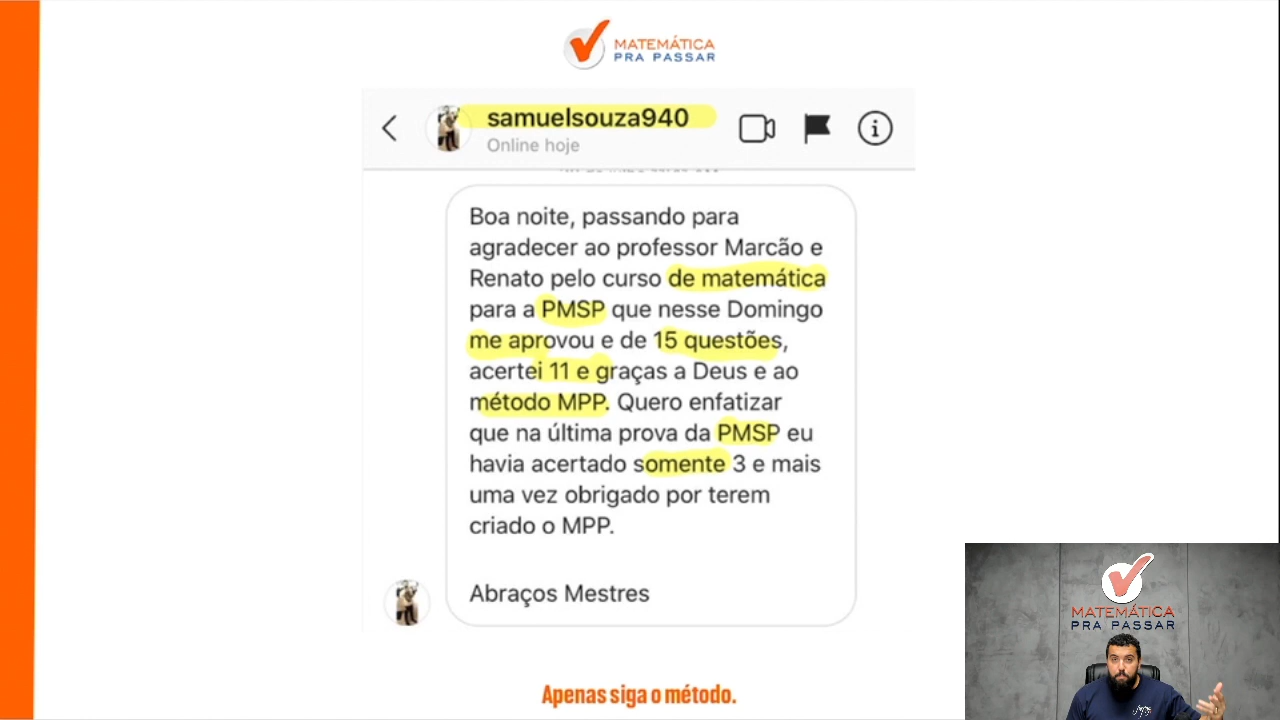 MATEMÁTICA
PRA PASSAR
samuelsouza940
Online hoje
Boa noite, passando para
agradecer ao professor Marcão e
Renato pelo curso de matemática
para a PMSP que nesse Domingo
me aprovou e de 15 questões,
acertei 11 e graças a Deus e ao
método MPP. Quero enfatizar
que na última prova da PMSP eu
havia acertado somente 3 e mais
uma vez obrigado por terem
criado o MPP.
Abraços Mestres
MATEMÁTICA
PRA PASSAR
Apenas siga o método.